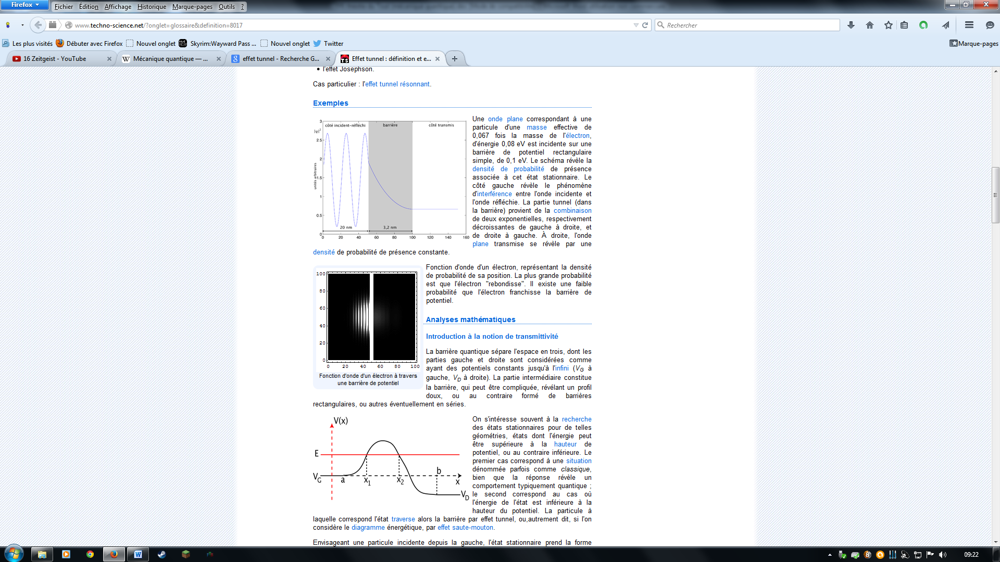 Firefox
Fichier Édition Affichage Historique Marque-pages Outils ?
www.techno-science.net/?onglet=glossaire&definition=8017
Rechercher
Les plus visités Débuter avec Firefox Nouvel onglet Skyrim:Wayward Pass ... Nouvel onglet Twitter
Marque-pages
16 Zeitgeist - YouTube
Mécanique quantique — ...
effet tunnel - Recherche G...
Effet tunnel : définition et e...
l'effet Josephson.
Cas particulier : l'effet tunnel résonnant.
Exemples
3
côté incident-réfléchi barrière côté transmis
|ψ|²
2.5
2
unités arbitraires
1.5
1
0.5
20 nm 3,2 nm
0
0 20 40 60 80 100 120 140 160
Une onde plane correspondant à une
particule d'une masse effective de
0,067 fois la masse de l'électron,
d'énergie 0,08 eV est incidente sur une
barrière de potentiel rectangulaire
simple, de 0,1 eV. Le schéma révèle la
densité de probabilité de présence
associée à cet état stationnaire. Le
côté gauche révèle le phénomène
d'interférence entre l'onde incidente et
l'onde réfléchie. La partie tunnel (dans
la barrière) provient de la combinaison
de deux exponentielles, respectivement
décroissantes de gauche à droite, et
de droite à gauche. À droite, l'onde
plane transmise se révèle par une
densité de probabilité de présence constante.
100
80
60
40
20
0
0 20 40 60 80 100
Fonction d'onde d'un électron à travers
une barrière de potentiel
Fonction d'onde d'un électron, représentant la densité
de probabilité de sa position. La plus grande probabilité
est que l'électron "rebondisse". Il existe une faible
probabilité que l'électron franchisse la barrière de
potentiel.
Analyses mathématiques
Introduction à la notion de transmittivité
La barrière quantique sépare l'espace en trois, dont les
parties gauche et droite sont considérées comme
ayant des potentiels constants jusqu'à l'infini (VG à
gauche, VD à droite). La partie intermédiaire constitue
la barrière, qui peut être compliquée, révélant un profil
doux, ou au contraire formé de barrières
rectangulaires, ou autres éventuellement en séries.
V(x)
E
VG a x1 x2 b x
VD
On s'intéresse souvent à la recherche
des états stationnaires pour de telles
géométries, états dont l'énergie peut
être supérieure à la hauteur de
potentiel, ou au contraire inférieure. Le
premier cas correspond à une situation
dénommée parfois comme classique,
bien que la réponse révèle un
comportement typiquement quantique ;
le second correspond au cas où
l'énergie de l'état est inférieure à la
hauteur du potentiel. La particule à
laquelle correspond l'état traverse alors la barrière par effet tunnel, ou,autrement dit, si l'on
considère le diagramme énergétique, par effet saute-mouton.
Envisageant une particule incidente depuis la gauche, l'état stationnaire prend la forme
09:22